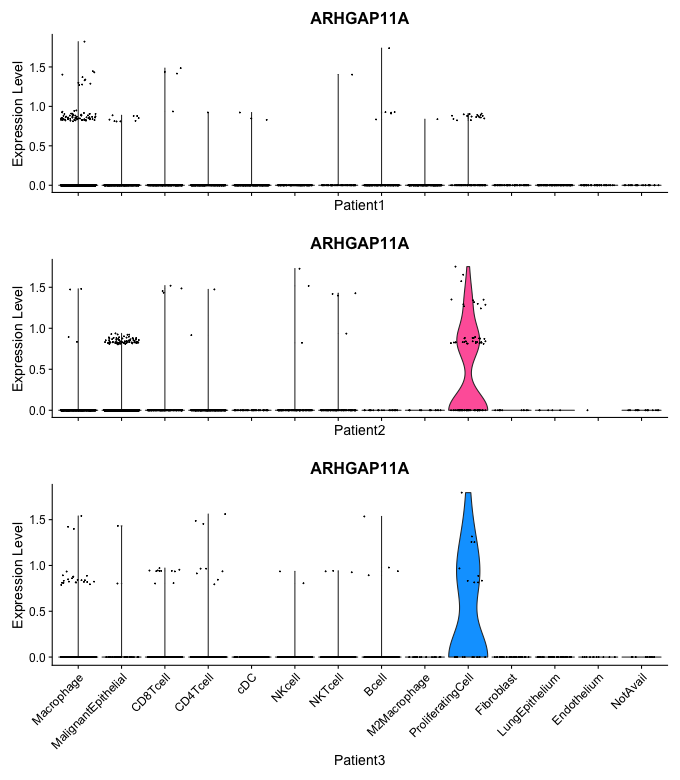 ARHGAP11A
Expression Level
1.5
1.0
0.5
0.0
Patient1
ARHGAP11A
Expression Level
1.5
1.0
0.5
0.0
Patient2
ARHGAP11A
Expression Level
1.5
1.0
0.5
0.0
Macrophage
MalignantEpithelial
CD8Tcell
CD4Tcell
cDC
NKcell
NKTcell
Bcell
M2Macrophage
ProliferatingCell
Fibroblast
LungEpithelium
Endothelium
NotAvail
Patient3